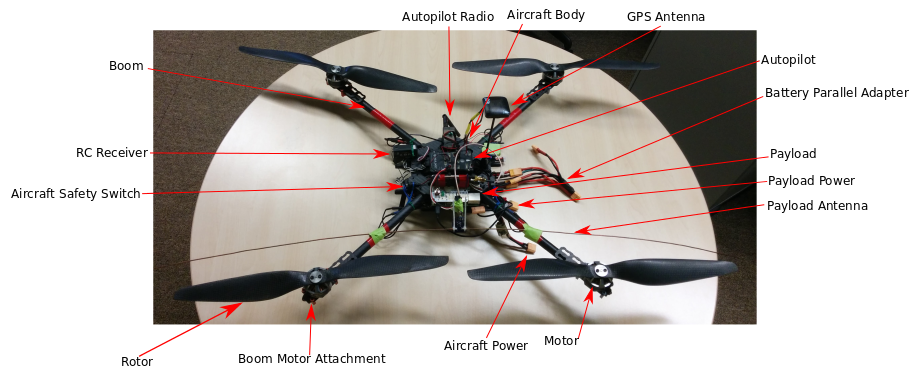 Autopilot Radio
Aircraft Body
GPS Antenna
Boom
Autopilot
Battery Parallel Adapter
RC Receiver
Payload
Aircraft Safety Switch
Payload Power
Payload Antenna
Rotor
Boom Motor Attachment
Aircraft Power
Motor